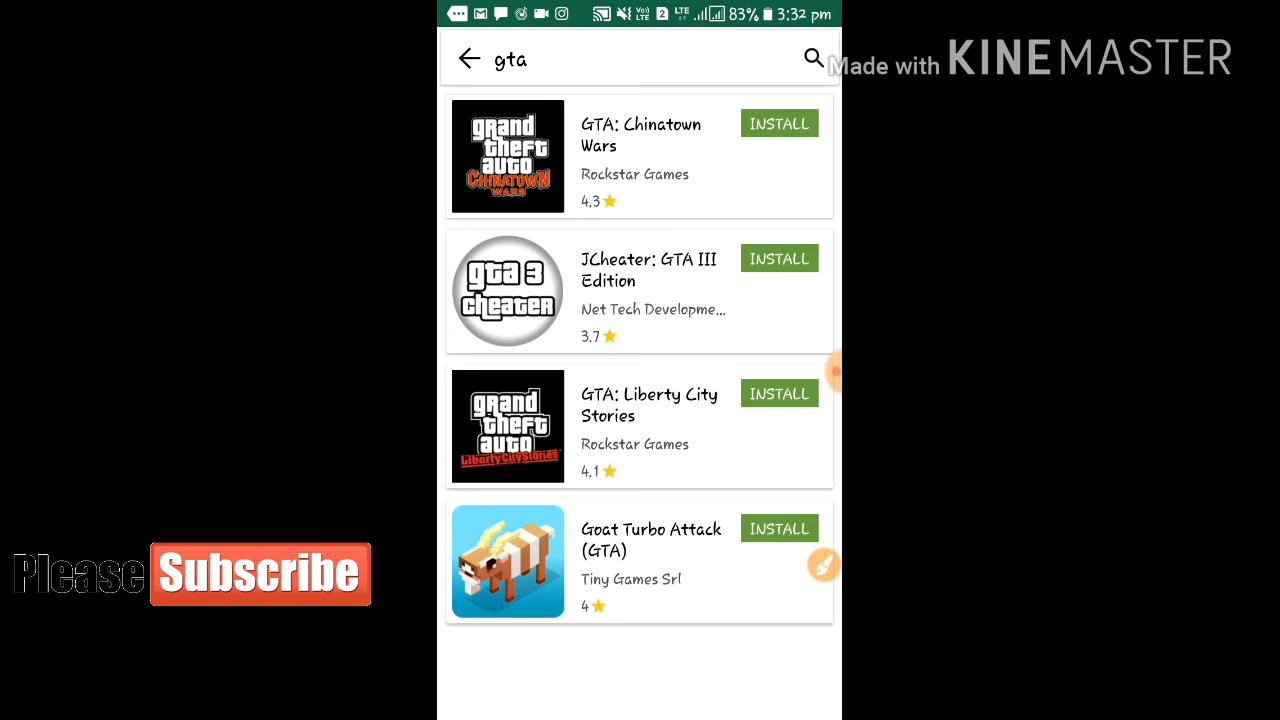 83% 3:32 pm
gta
Made with KINEMASTER
grand theft auto CHINATOWN WARS
GTA: Chinatown Wars
INSTALL
Rockstar Games
4.3
gta 3 cheater
JCheater: GTA III Edition
INSTALL
Net Tech Developme...
3.7
grand theft auto Liberty City Stories
GTA: Liberty City Stories
INSTALL
Rockstar Games
4.1
Goat Turbo Attack (GTA)
INSTALL
Tiny Games Srl
4
Please Subscribe